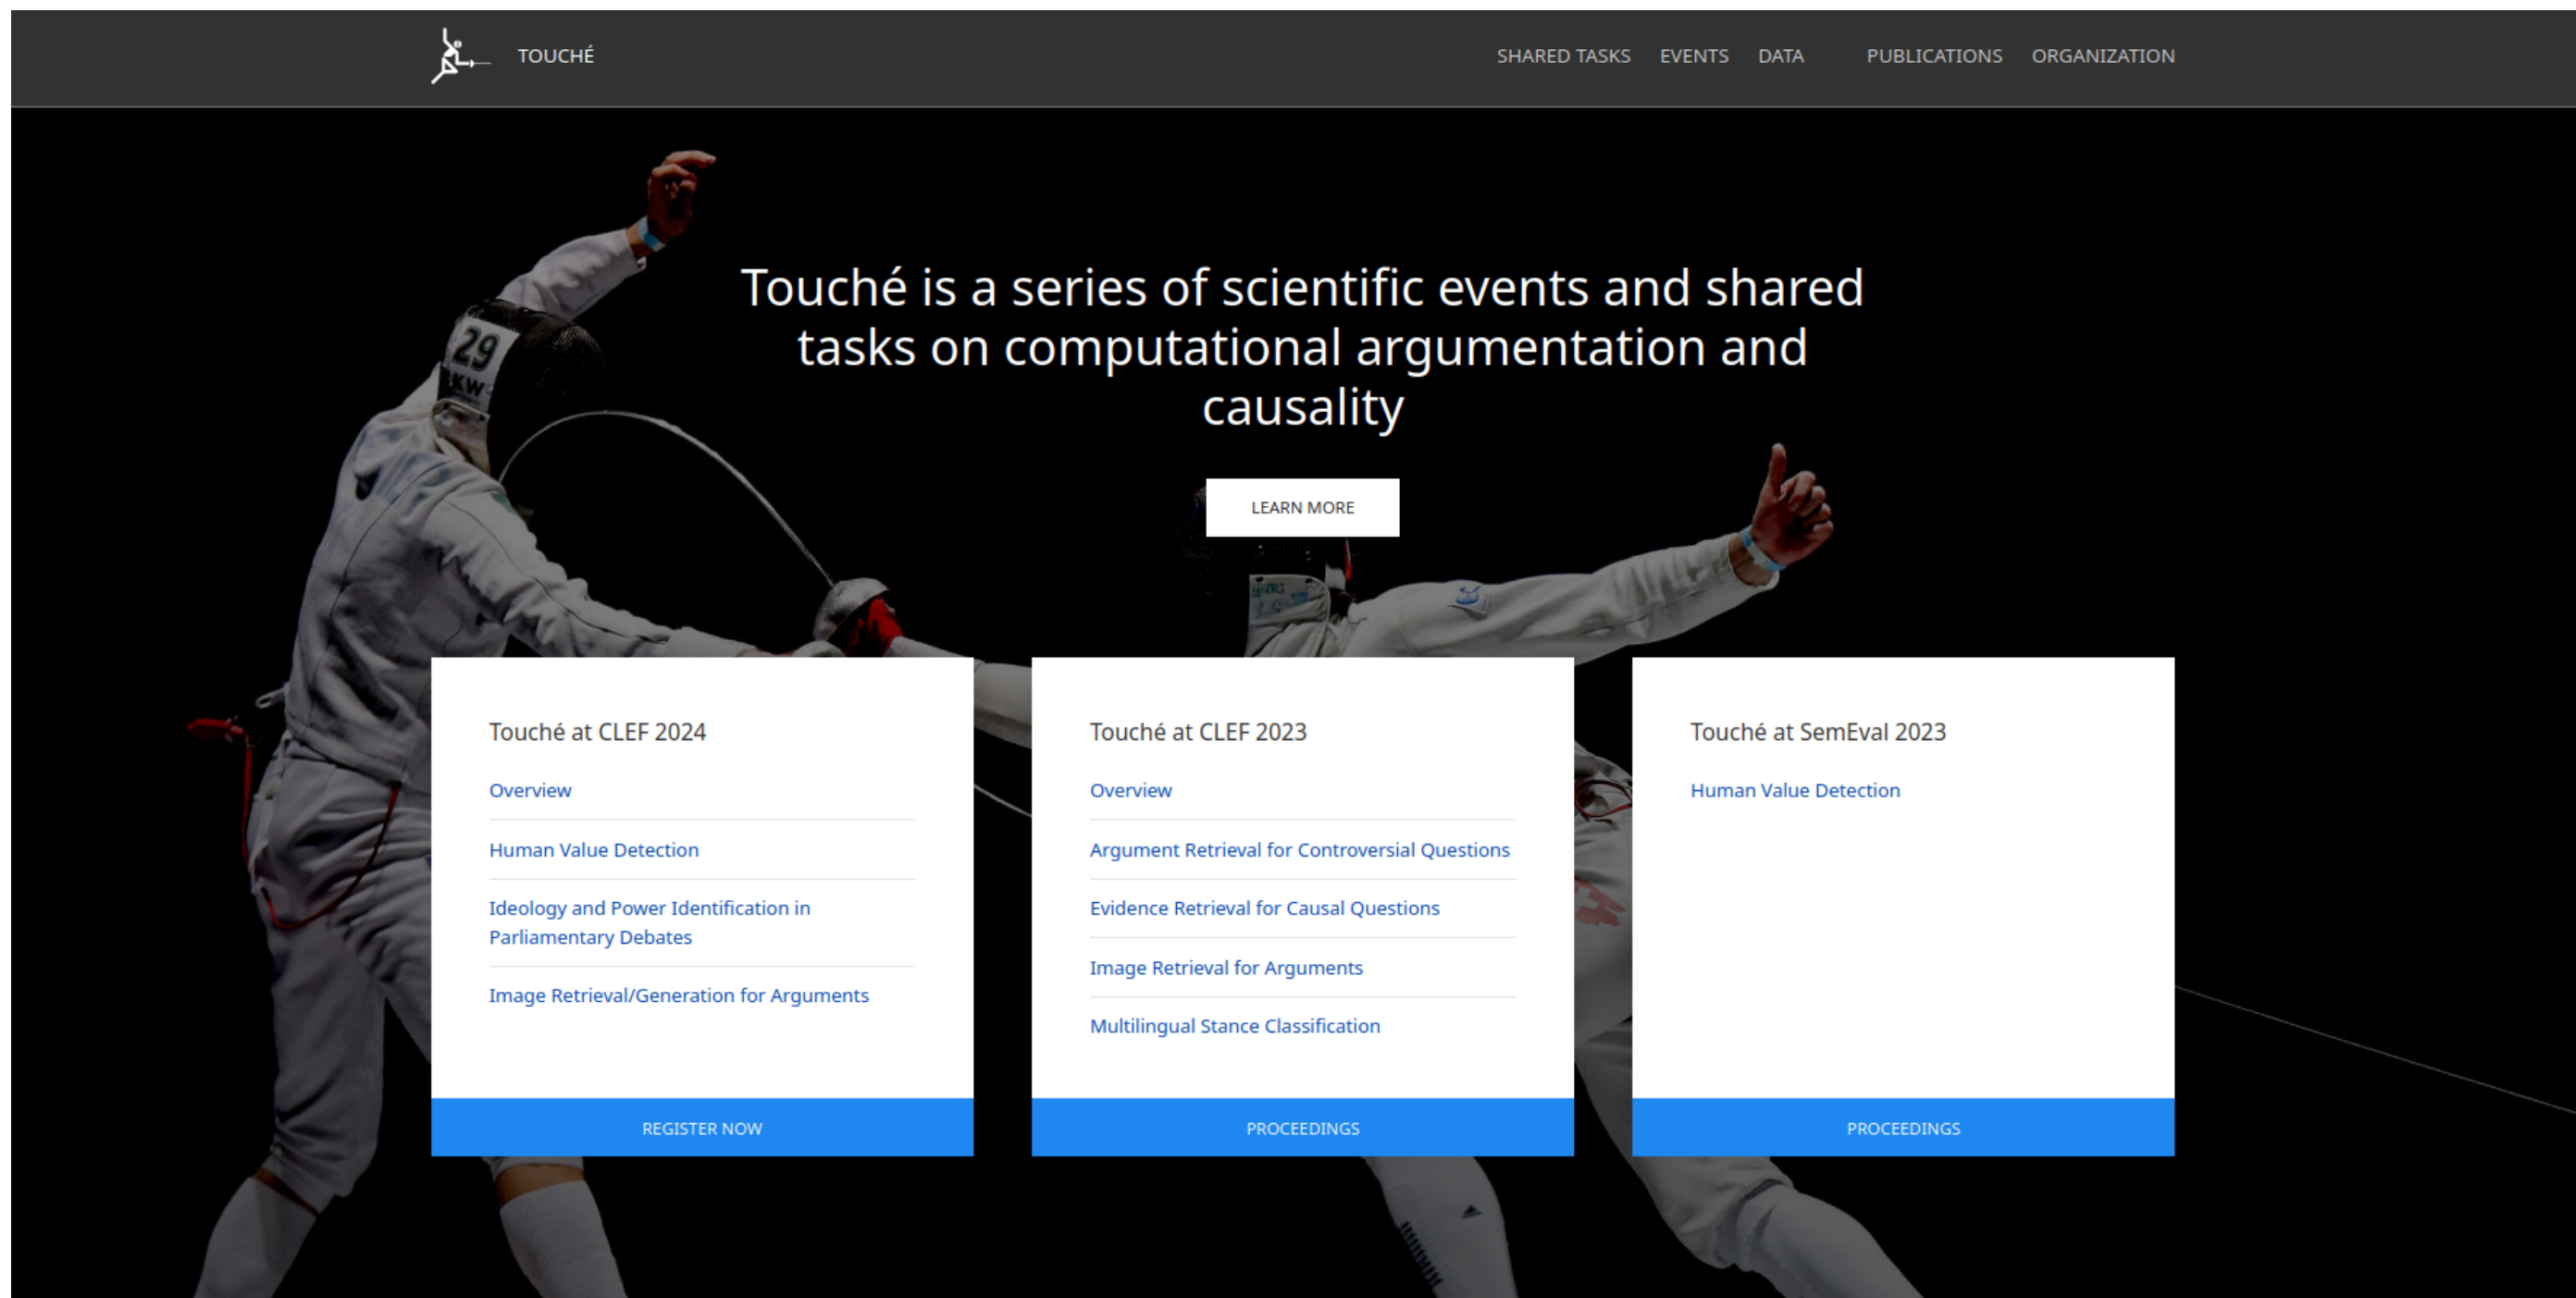 TOUCHÉ
SHARED TASKS EVENTS DATA PUBLICATIONS ORGANIZATION
29
KW
Touché is a series of scientific events and shared
tasks on computational argumentation and
causality
LEARN MORE
Touché at CLEF 2024
Overview
Human Value Detection
Ideology and Power Identification in
Parliamentary Debates
Image Retrieval/Generation for Arguments
REGISTER NOW
Touché at CLEF 2023
Overview
Argument Retrieval for Controversial Questions
Evidence Retrieval for Causal Questions
Image Retrieval for Arguments
Multilingual Stance Classification
PROCEEDINGS
Touché at SemEval 2023
Human Value Detection
PROCEEDINGS